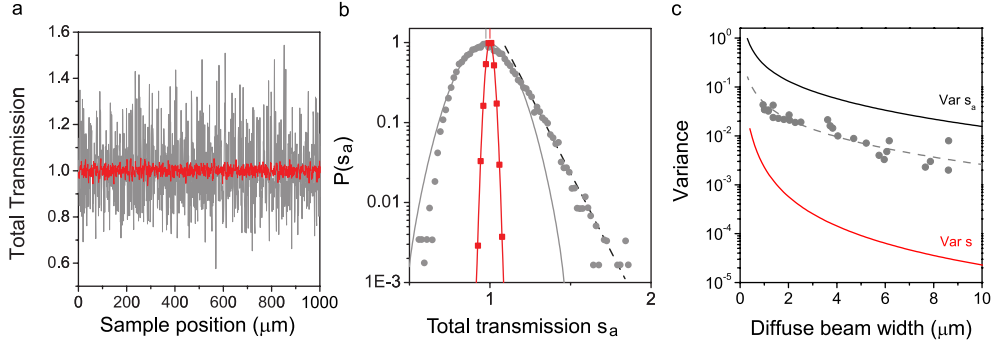 a
Total Transmission
1.6
1.4
1.2
1.0
0.8
0.6
0 200 400 600 800 1000
Sample position (μm)
b
P(sₐ)
1
0.1
0.01
1E-3
1 2
Total transmission sₐ
c
Variance
10⁰
10⁻¹
10⁻²
10⁻³
10⁻⁴
10⁻⁵
Var sₐ
Var s
0 2 4 6 8 10
Diffuse beam width (μm)